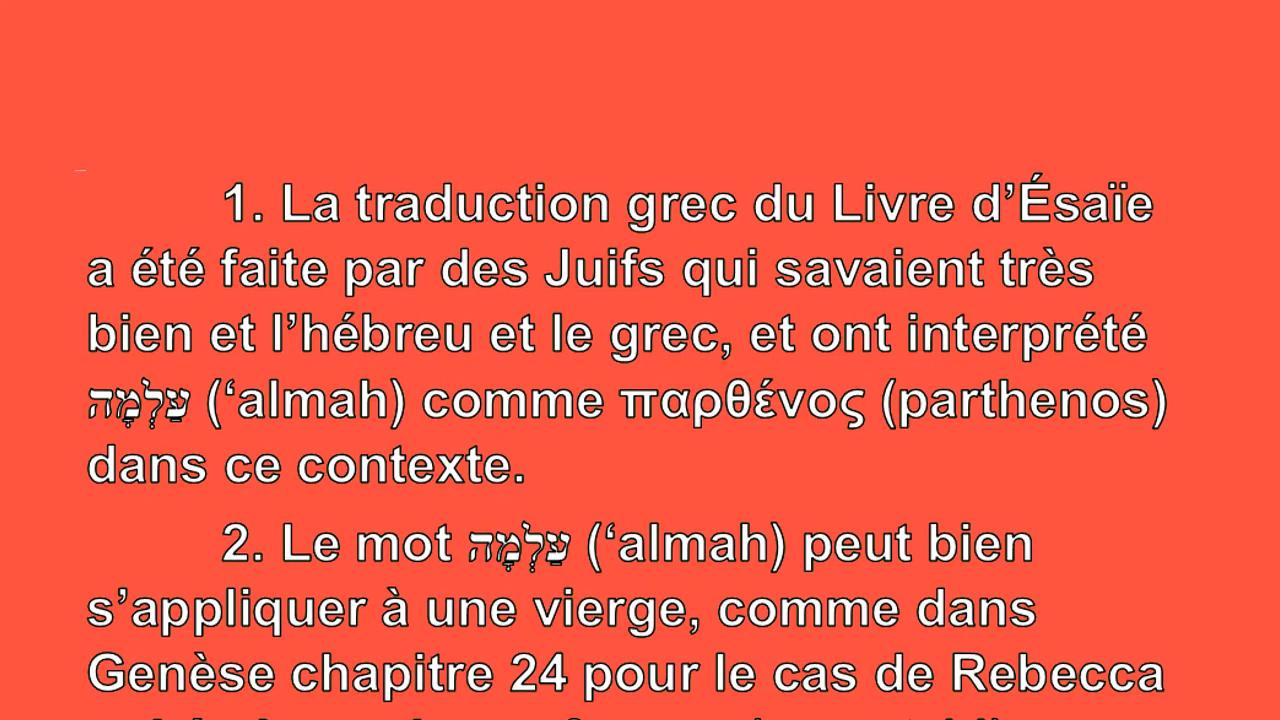 1. La traduction grec du Livre d’Ésaïe
a été faite par des Juifs qui savaient très
bien et l’hébreu et le grec, et ont interprété
עַלְמָה (‘almah) comme παρθένος (parthenos)
dans ce contexte.
2. Le mot עַלְמָה (‘almah) peut bien
s’appliquer à une vierge, comme dans
Genèse chapitre 24 pour le cas de Rebecca